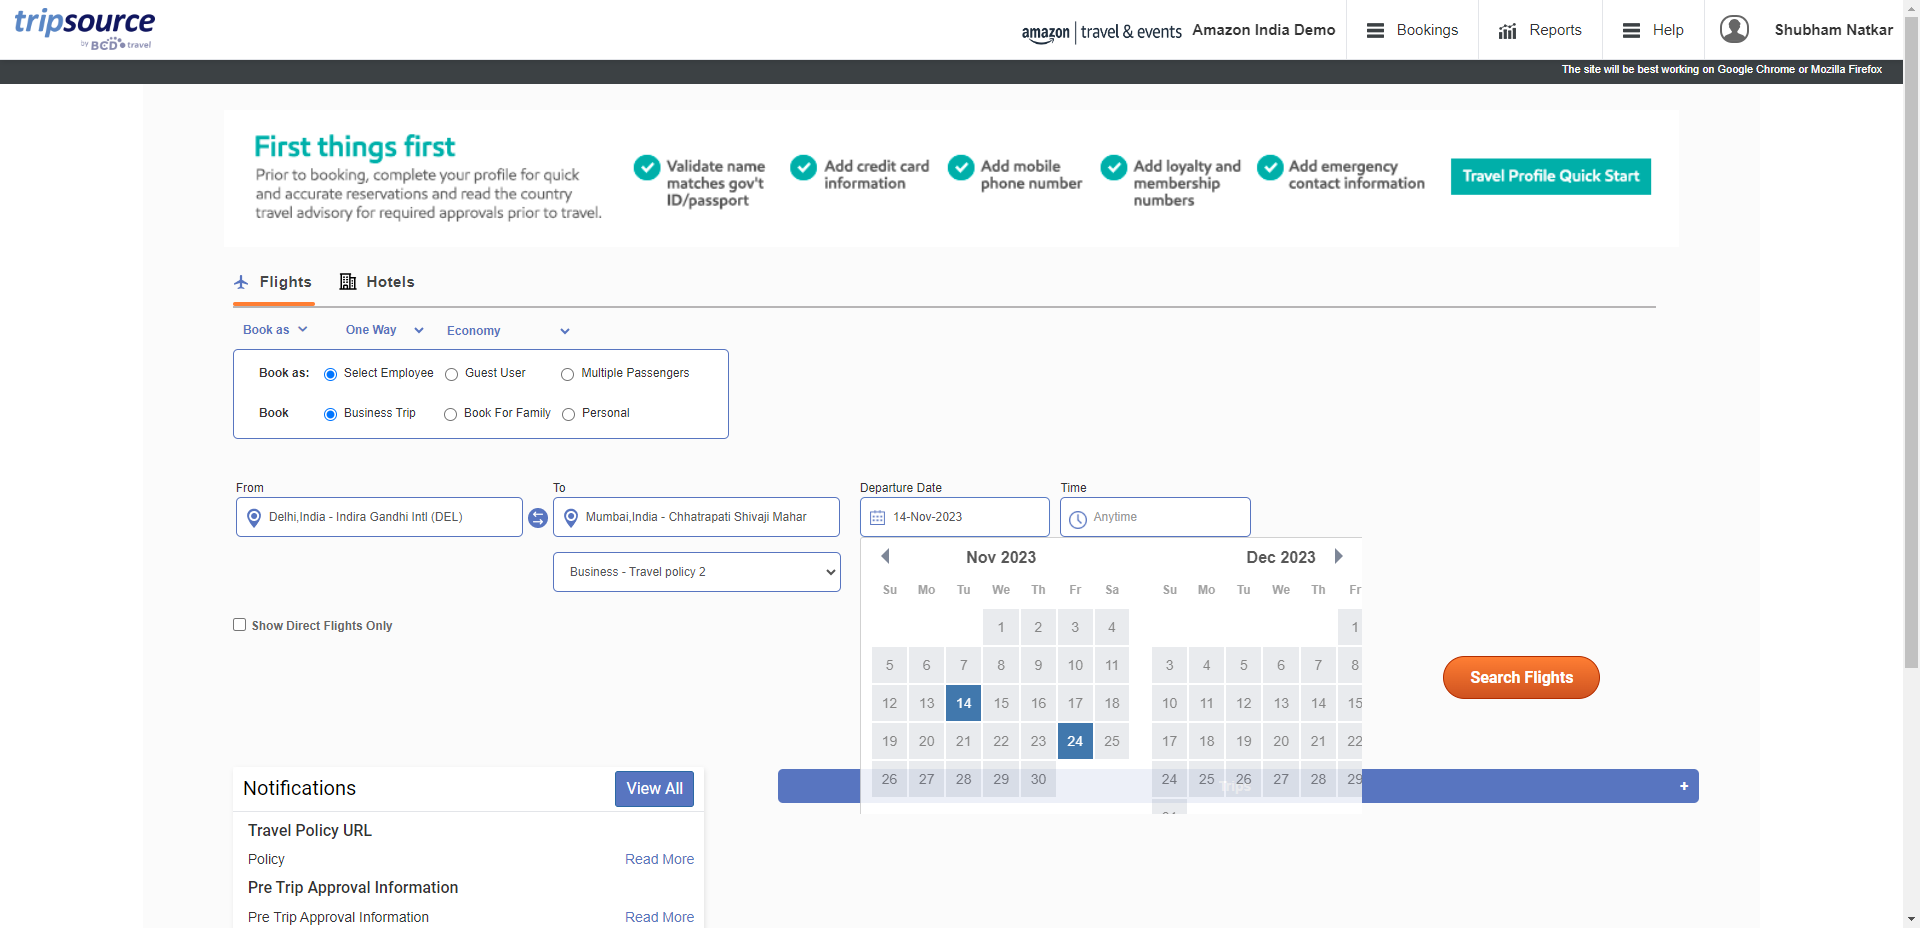 tripsource
by BCD travel
amazon travel & events
Amazon India Demo
Bookings
Reports
Help
Shubham Natkar
The site will be best working on Google Chrome or Mozilla Firefox
First things first
Prior to booking, complete your profile for quick
and accurate reservations and read the country
travel advisory for required approvals prior to travel.
Validate name
matches gov't
ID/passport
Add credit card
information
Add mobile
phone number
Add loyalty and
membership
numbers
Add emergency
contact information
Travel Profile Quick Start
Flights
Hotels
Book as
One Way
Economy
Book as:
Select Employee
Guest User
Multiple Passengers
Book
Business Trip
Book For Family
Personal
From
To
Departure Date
Time
Delhi,India - Indira Gandhi Intl (DEL)
Mumbai,India - Chhatrapati Shivaji Mahar
14-Nov-2023
Anytime
Business - Travel policy 2
Show Direct Flights Only
Nov 2023
Su Mo Tu We Th Fr Sa
1 2 3 4
5 6 7 8 9 10 11
12 13 14 15 16 17 18
19 20 21 22 23 24 25
26 27 28 29 30
Dec 2023
Su Mo Tu We Th Fr
1
3 4 5 6 7 8
10 11 12 13 14 15
17 18 19 20 21 22
24 25 26 27 28 29
Search Flights
Trips
+
Notifications
View All
Travel Policy URL
Policy
Read More
Pre Trip Approval Information
Pre Trip Approval Information
Read More